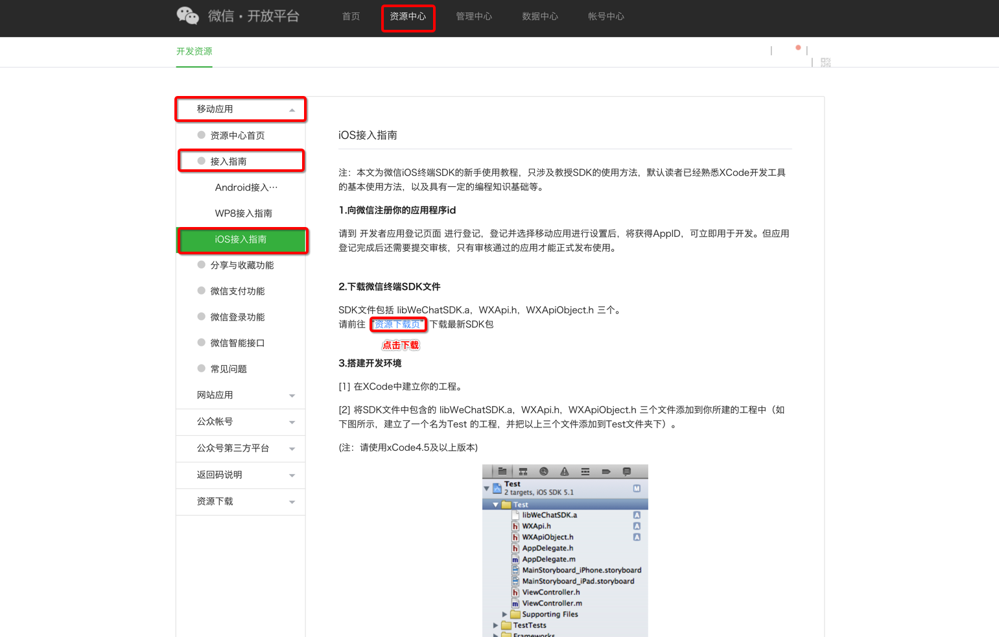 微信·开放平台
首页 资源中心 管理中心 数据中心 帐号中心
开发资源
移动应用
资源中心首页
接入指南
Android接入…
WP8接入指南
iOS接入指南
分享与收藏功能
微信支付功能
微信登录功能
微信智能接口
常见问题
网站应用
公众帐号
公众号第三方平台
返回码说明
资源下载
iOS接入指南
注：本文为微信iOS终端SDK的新手使用教程，只涉及教授SDK的使用方法，默认读者已经熟悉XCode开发工具
的基本使用方法，以及具有一定的编程知识基础等。
1.向微信注册你的应用程序id
请到 开发者应用登记页面 进行登记，登记并选择移动应用进行设置后，将获得AppID，可立即用于开发。但应用
登记完成后还需要提交审核，只有审核通过的应用才能正式发布使用。
2.下载微信终端SDK文件
SDK文件包括 libWeChatSDK.a，WXApi.h，WXApiObject.h 三个。
请前往 “资源下载页” 下载最新SDK包
点击下载
3.搭建开发环境
[1] 在XCode中建立你的工程。
[2] 将SDK文件中包含的 libWeChatSDK.a，WXApi.h，WXApiObject.h 三个文件添加到你所建的工程中（如
下图所示，建立了一个名为Test 的工程，并把以上三个文件添加到Test文件夹下）。
(注：请使用xCode4.5及以上版本)
Test
2 targets, iOS SDK 5.1 M
Test
libWeChatSDK.a A
WXApi.h A
WXApiObject.h A
AppDelegate.h
AppDelegate.m
MainStoryboard_iPhone.storyboard
MainStoryboard_iPad.storyboard
ViewController.h
ViewController.m
Supporting Files
TestTests
Frameworks